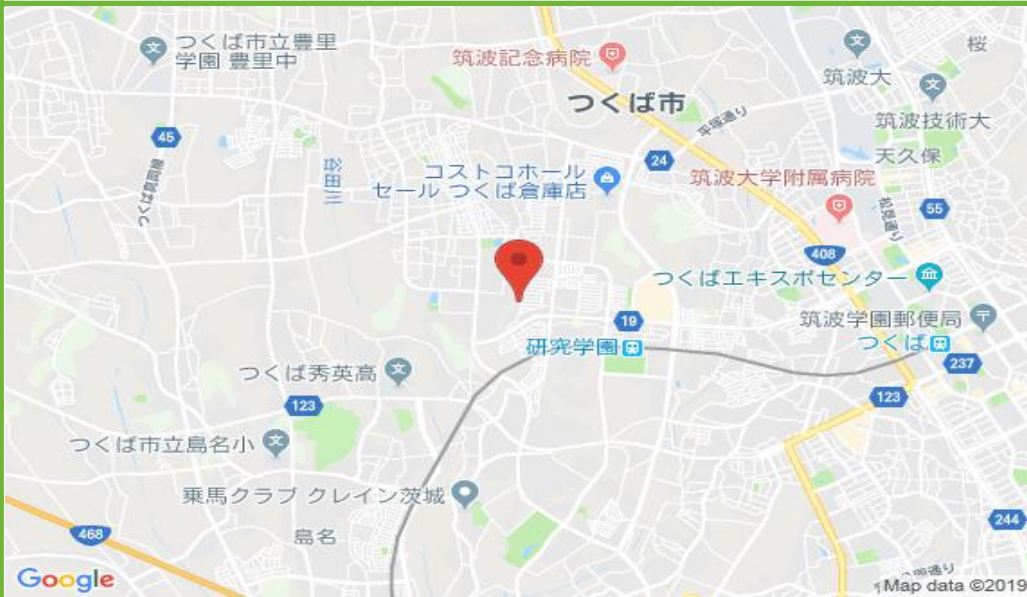 つくば市立豊里
学園 豊里中
筑波記念病院
桜
筑波大
つくば市
平塚通り
筑波技術大
45
谷田川
24
天久保
コストコホール
セール つくば倉庫店
筑波大学附属病院
55
408
つくばエキスポセンター
19
筑波学園郵便局
研究学園
つくば
237
つくば秀英高
123
123
つくば市立島名小
乗馬クラブ クレイン茨城
島名
468
244
Google
Map data ©2019